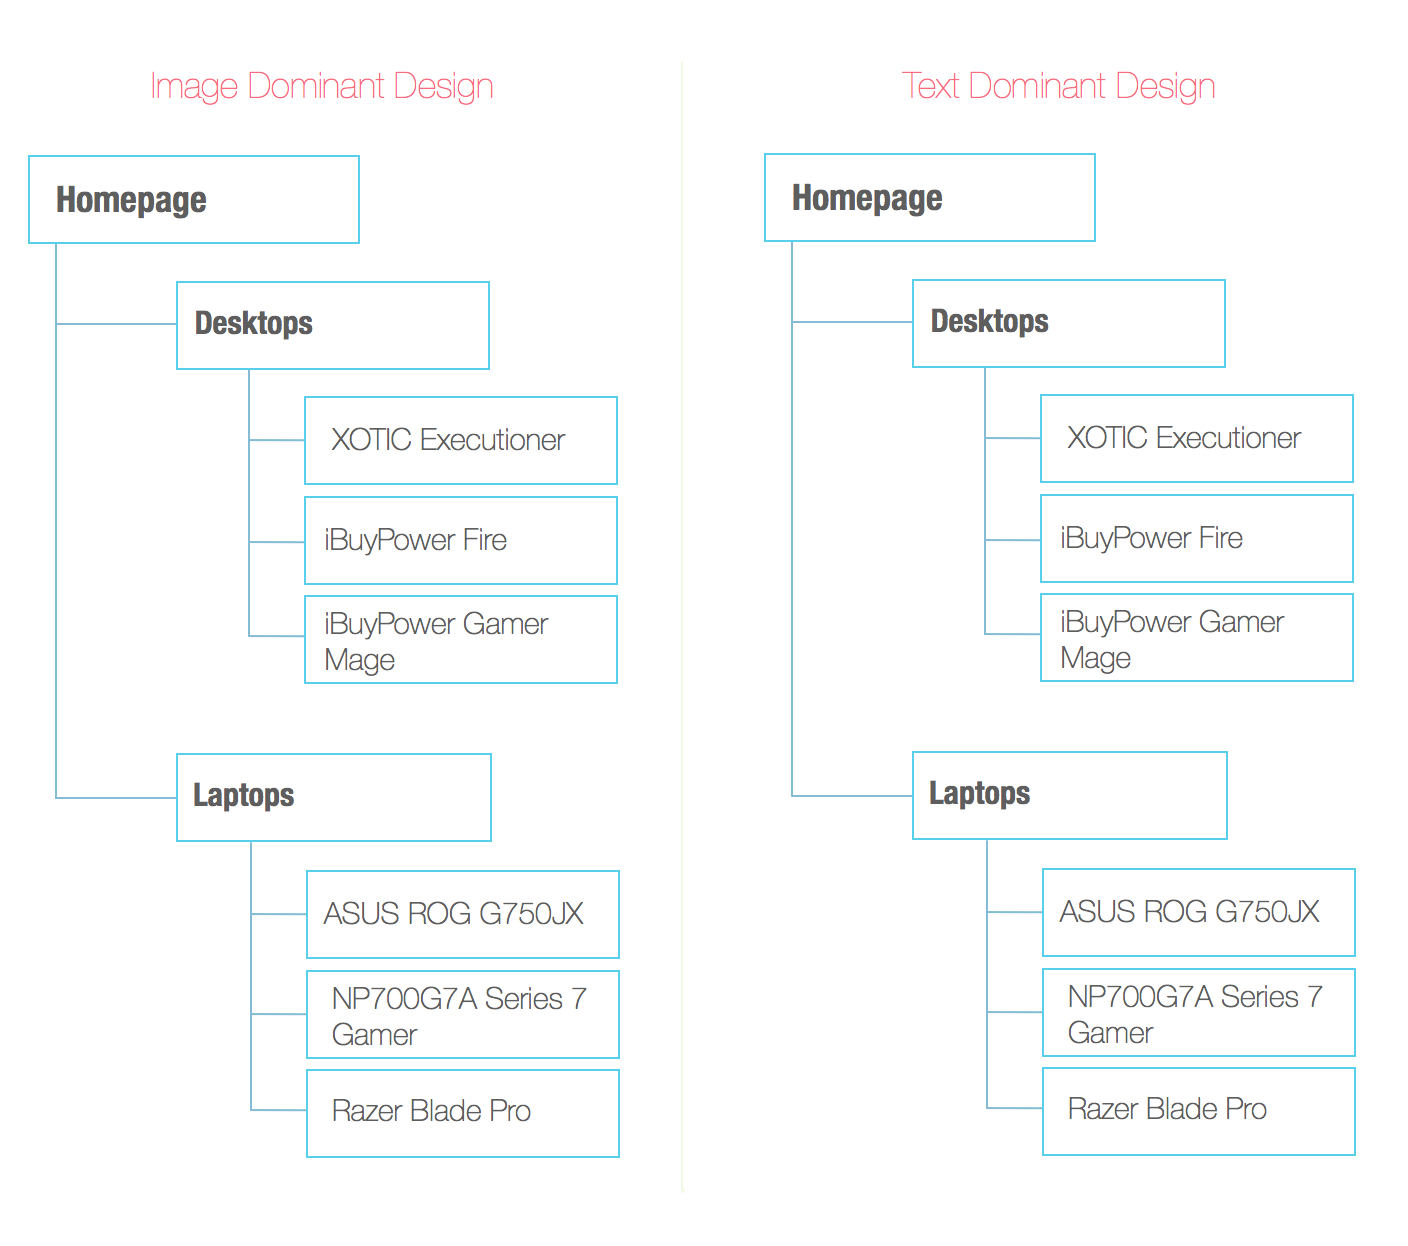 Image Dominant Design
Homepage
Desktops
XOTIC Executioner
iBuyPower Fire
iBuyPower Gamer
Mage
Laptops
ASUS ROG G750JX
NP700G7A Series 7
Gamer
Razer Blade Pro
Text Dominant Design
Homepage
Desktops
XOTIC Executioner
iBuyPower Fire
iBuyPower Gamer
Mage
Laptops
ASUS ROG G750JX
NP700G7A Series 7
Gamer
Razer Blade Pro